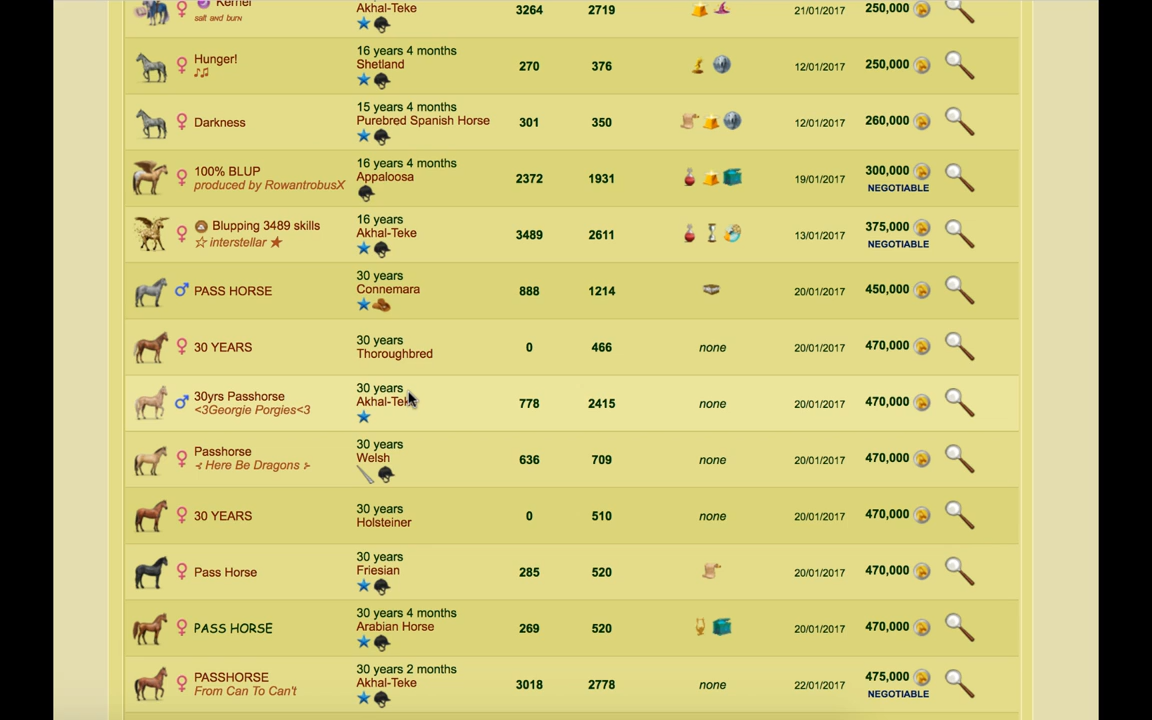 Kernel
salt and burn
Akhal-Teke
3264 2719 21/01/2017 250,000
Hunger!
♪♫
16 years 4 months
Shetland
270 376 12/01/2017 250,000
Darkness
15 years 4 months
Purebred Spanish Horse
301 350 12/01/2017 260,000
100% BLUP
produced by RowantrobusX
16 years 4 months
Appaloosa
2372 1931 19/01/2017 300,000
NEGOTIABLE
Blupping 3489 skills
☆ interstellar ★
16 years
Akhal-Teke
3489 2611 13/01/2017 375,000
NEGOTIABLE
PASS HORSE
30 years
Connemara
888 1214 20/01/2017 450,000
30 YEARS
30 years
Thoroughbred
0 466 none 20/01/2017 470,000
30yrs Passhorse
<3Georgie Porgies<3
30 years
Akhal-Teke
778 2415 none 20/01/2017 470,000
Passhorse
Here Be Dragons
30 years
Welsh
636 709 none 20/01/2017 470,000
30 YEARS
30 years
Holsteiner
0 510 none 20/01/2017 470,000
Pass Horse
30 years
Friesian
285 520 20/01/2017 470,000
PASS HORSE
30 years 4 months
Arabian Horse
269 520 20/01/2017 470,000
PASSHORSE
From Can To Can't
30 years 2 months
Akhal-Teke
3018 2778 none 22/01/2017 475,000
NEGOTIABLE